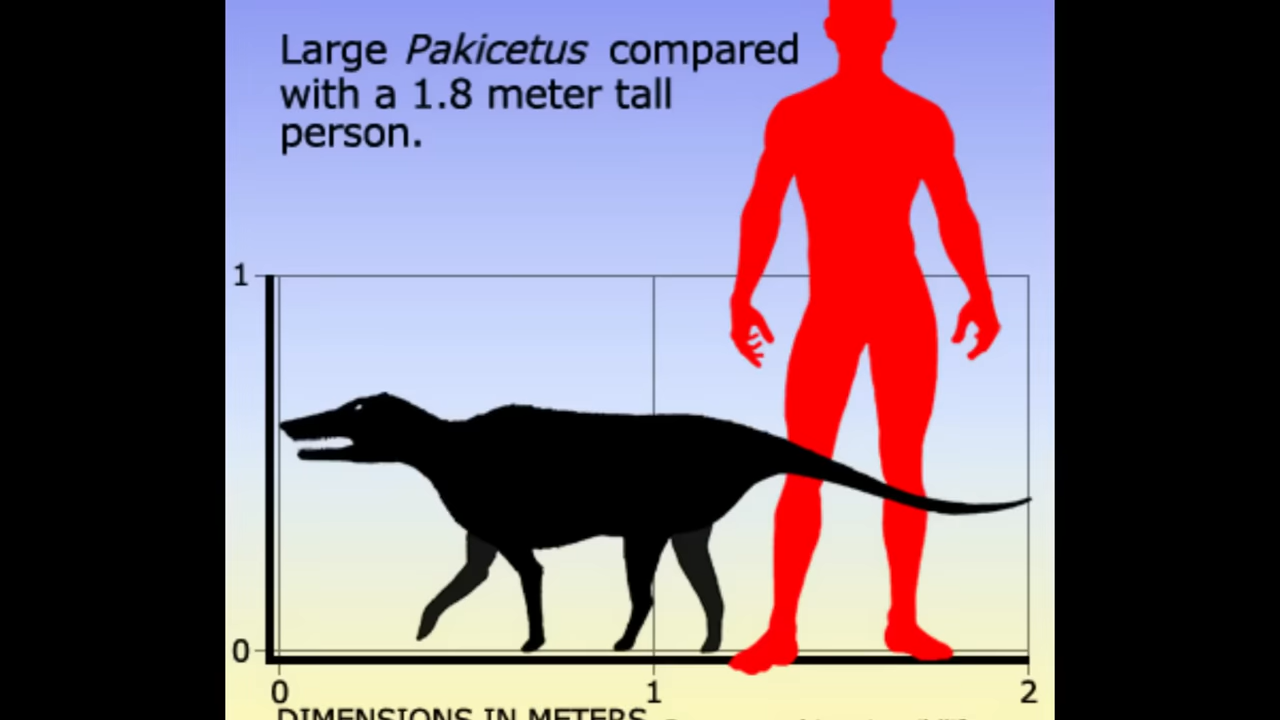 Large Pakicetus compared
with a 1.8 meter tall
person.
1
0
0 1 2
DIMENSIONS IN METERS